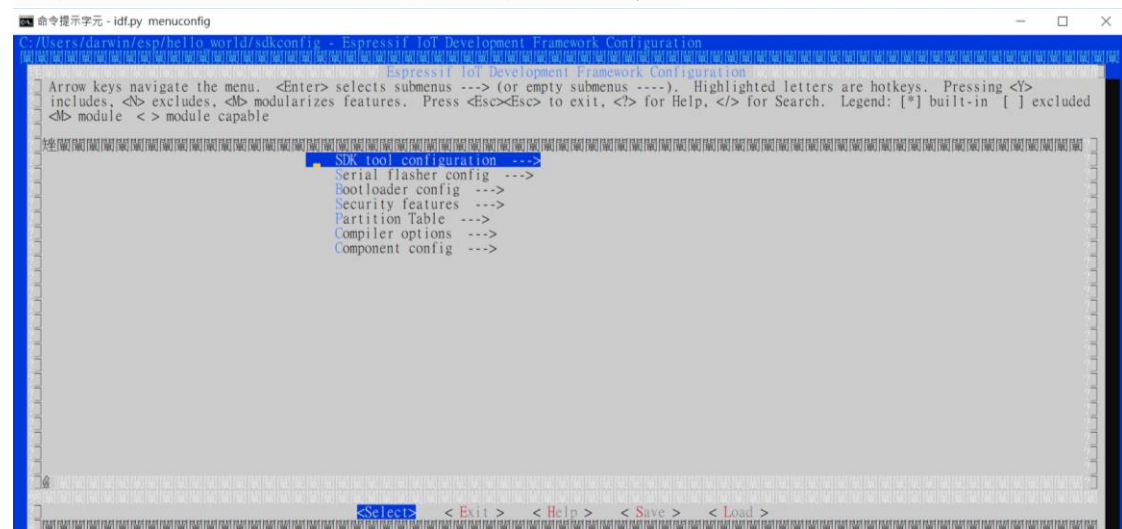 命令提示字元 - idf.py menuconfig
C:/Users/darwin/esp/hello_world/sdkconfig - Espressif IoT Development Framework Configuration
Espressif IoT Development Framework Configuration
Arrow keys navigate the menu. <Enter> selects submenus ---> (or empty submenus ----). Highlighted letters are hotkeys. Pressing <Y>
includes, <N> excludes, <M> modularizes features. Press <Esc><Esc> to exit, <?> for Help, </> for Search. Legend: [*] built-in [ ] excluded
<M> module < > module capable
SDK tool configuration --->
Serial flasher config --->
Bootloader config --->
Security features --->
Partition Table --->
Compiler options --->
Component config --->
<Select> < Exit > < Help > < Save > < Load >